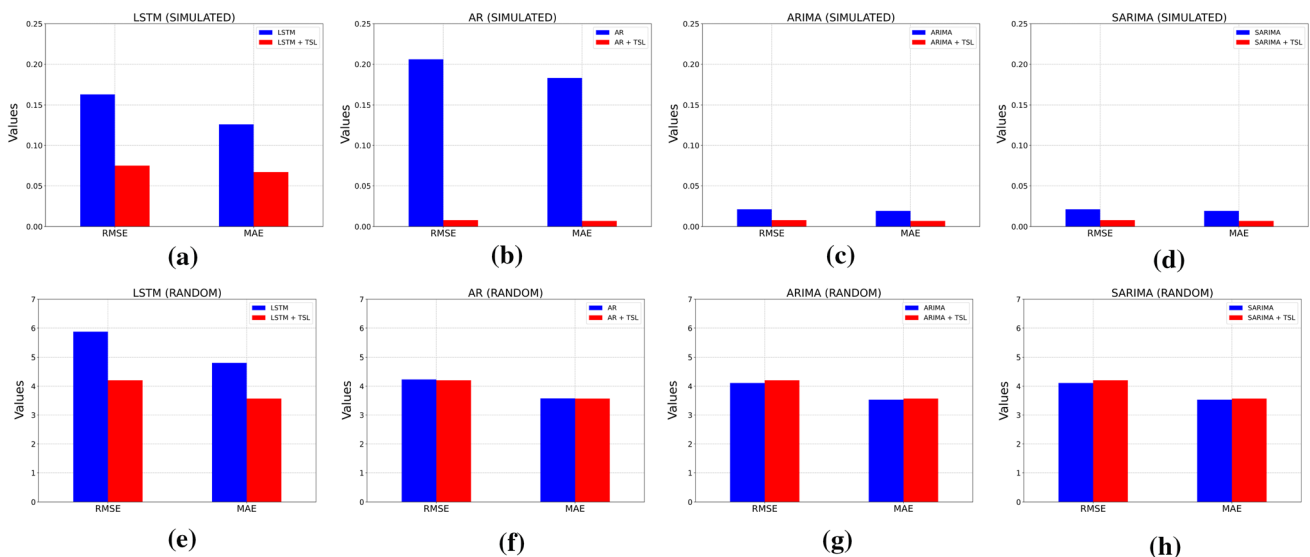 LSTM (SIMULATED)
LSTM
LSTM + TSL
0.25
0.20
0.15
0.10
0.05
0.00
Values
RMSE
MAE
(a)
AR (SIMULATED)
AR
AR + TSL
0.25
0.20
0.15
0.10
0.05
0.00
Values
RMSE
MAE
(b)
ARIMA (SIMULATED)
ARIMA
ARIMA + TSL
0.25
0.20
0.15
0.10
0.05
0.00
Values
RMSE
MAE
(c)
SARIMA (SIMULATED)
SARIMA
SARIMA + TSL
0.25
0.20
0.15
0.10
0.05
0.00
Values
RMSE
MAE
(d)
LSTM (RANDOM)
LSTM
LSTM + TSL
7
6
5
4
3
2
1
0
Values
RMSE
MAE
(e)
AR (RANDOM)
AR
AR + TSL
7
6
5
4
3
2
1
0
Values
RMSE
MAE
(f)
ARIMA (RANDOM)
ARIMA
ARIMA + TSL
7
6
5
4
3
2
1
0
Values
RMSE
MAE
(g)
SARIMA (RANDOM)
SARIMA
SARIMA + TSL
7
6
5
4
3
2
1
0
Values
RMSE
MAE
(h)